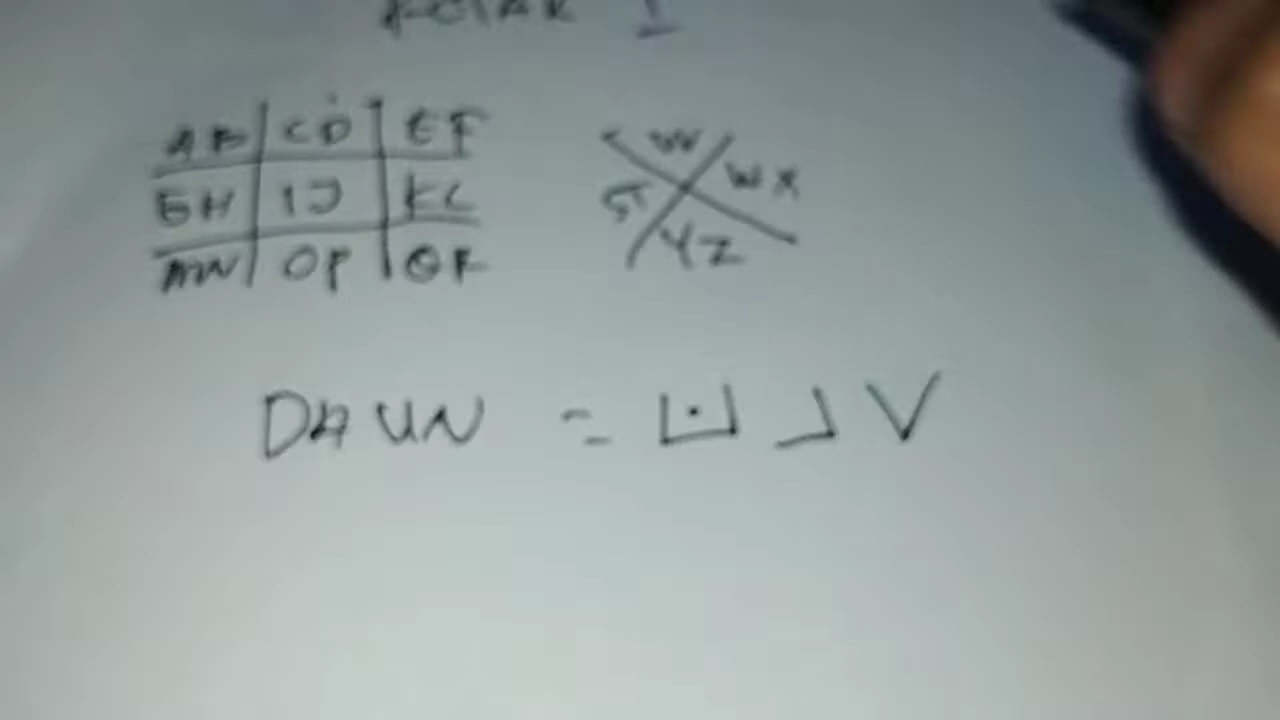 AB CD EF
GH IJ KL ST UV WX
MN OP QR YZ
DAUN =